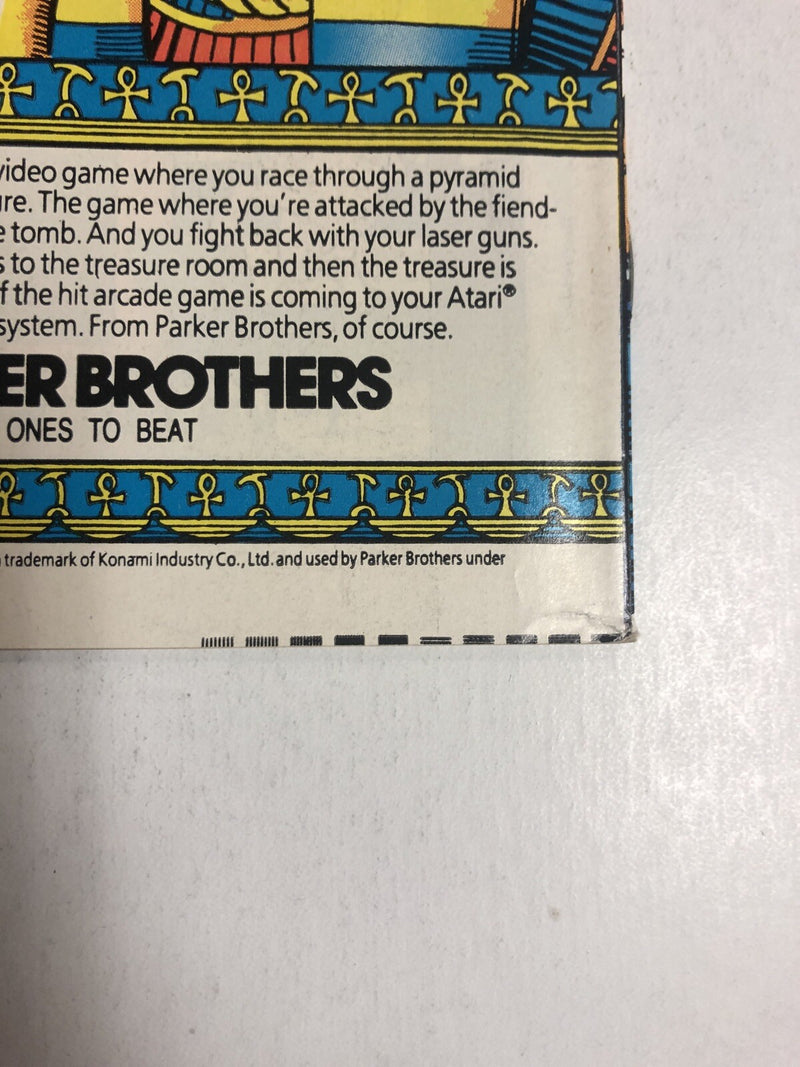 video game where you race through a pyramid
re. The game where you're attacked by the fiend-
e tomb. And you fight back with your laser guns.
s to the treasure room and then the treasure is
f the hit arcade game is coming to your Atari®
system. From Parker Brothers, of course.
ER BROTHERS
ONES TO BEAT
trademark of Konami Industry Co., Ltd. and used by Parker Brothers under